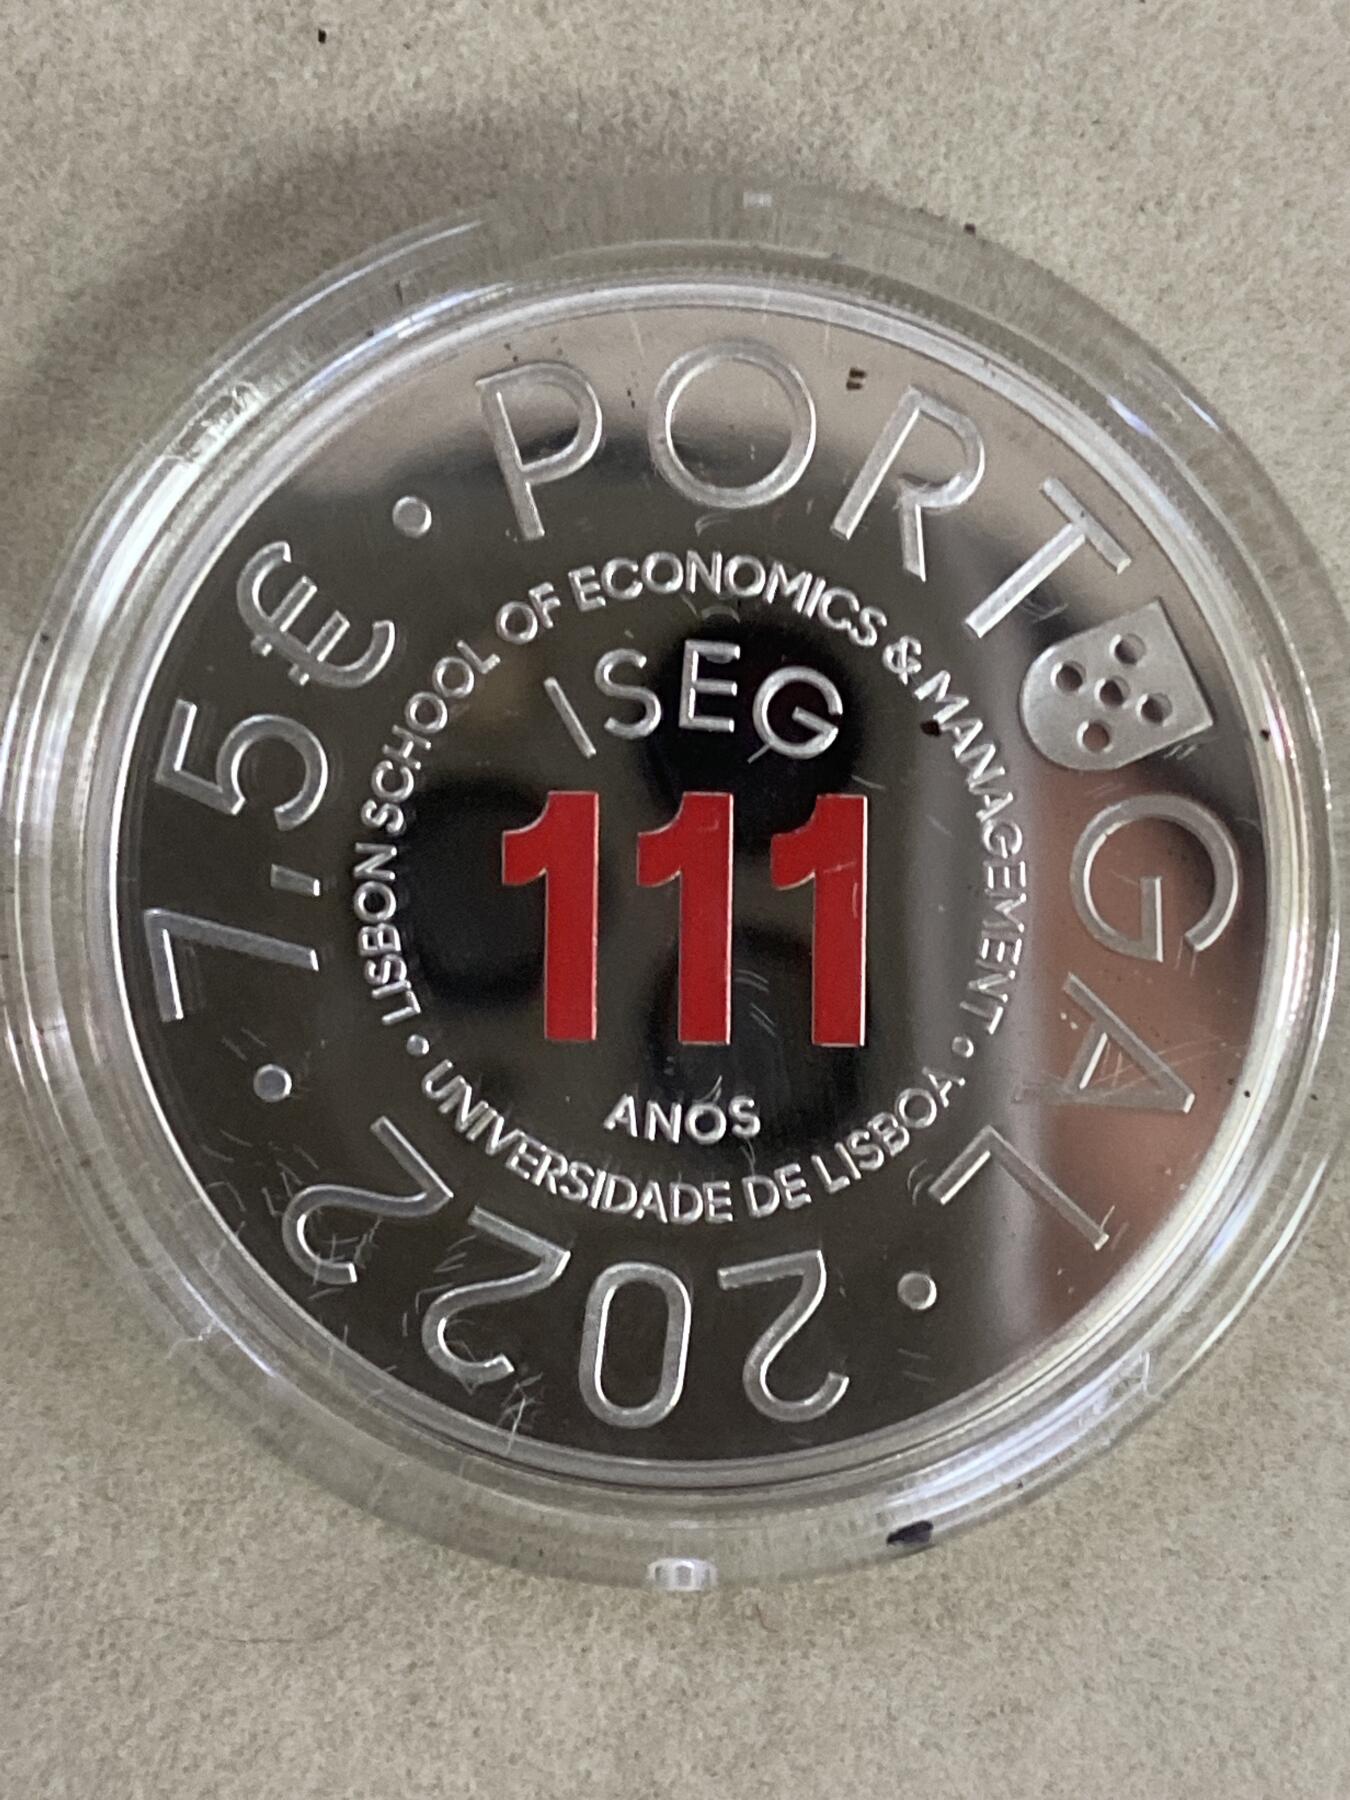 PORTUGAL
· 2022 · 7,5€ ·
LISBON SCHOOL OF ECONOMICS & MANAGEMENT ·
UNIVERSIDADE DE LISBOA ·
ISEG
111
ANOS